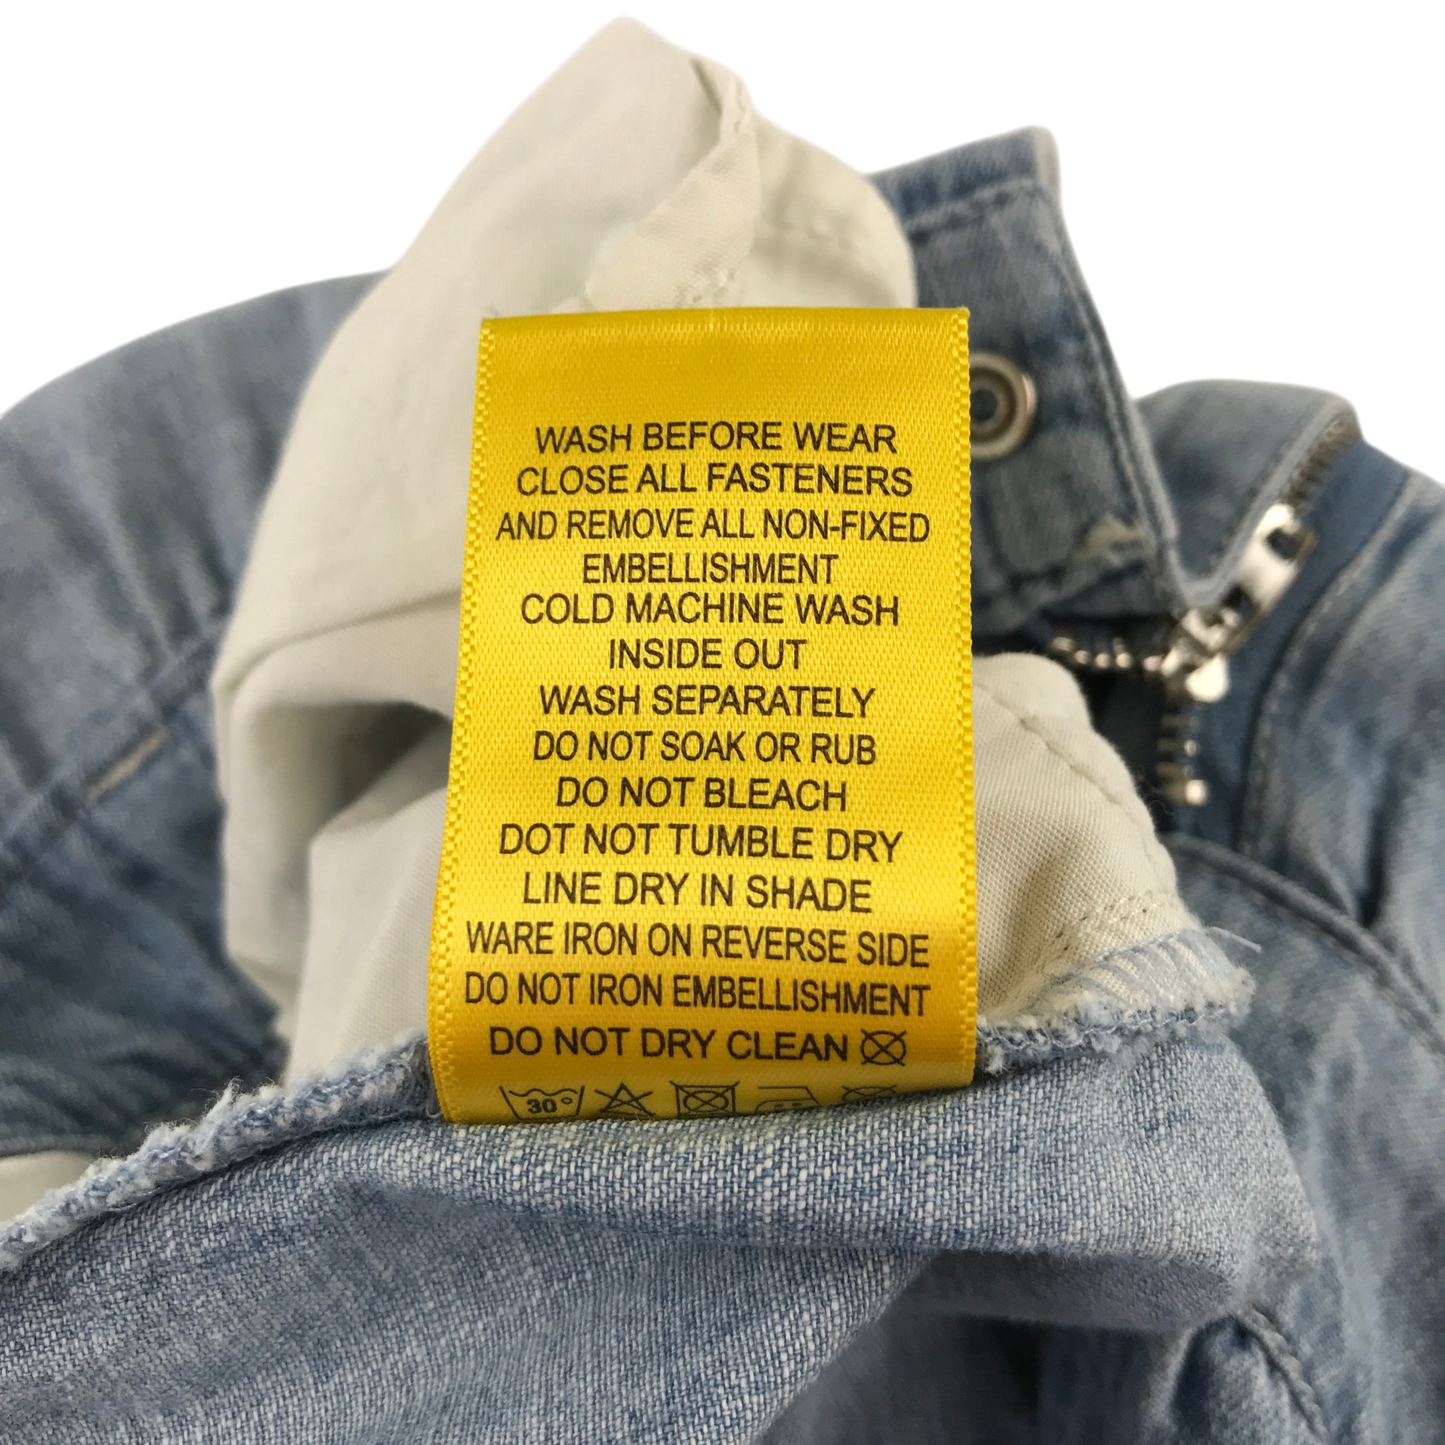 WASH BEFORE WEAR
CLOSE ALL FASTENERS
AND REMOVE ALL NON-FIXED
EMBELLISHMENT
COLD MACHINE WASH
INSIDE OUT
WASH SEPARATELY
DO NOT SOAK OR RUB
DO NOT BLEACH
DOT NOT TUMBLE DRY
LINE DRY IN SHADE
WARE IRON ON REVERSE SIDE
DO NOT IRON EMBELLISHMENT
DO NOT DRY CLEAN
30°